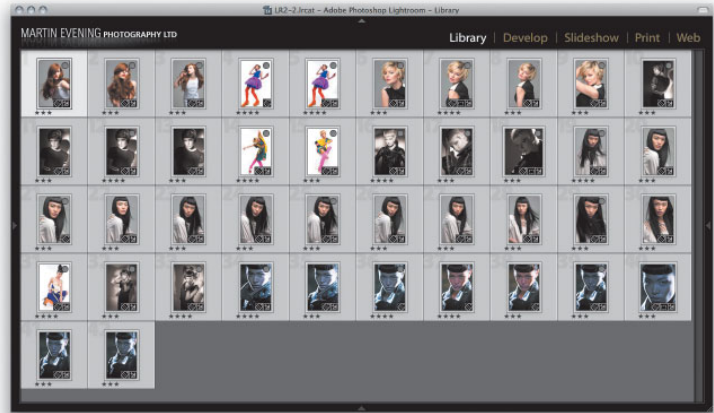 LR2-2.lrcat - Adobe Photoshop Lightroom - Library
MARTIN EVENING PHOTOGRAPHY LTD
Library | Develop | Slideshow | Print | Web